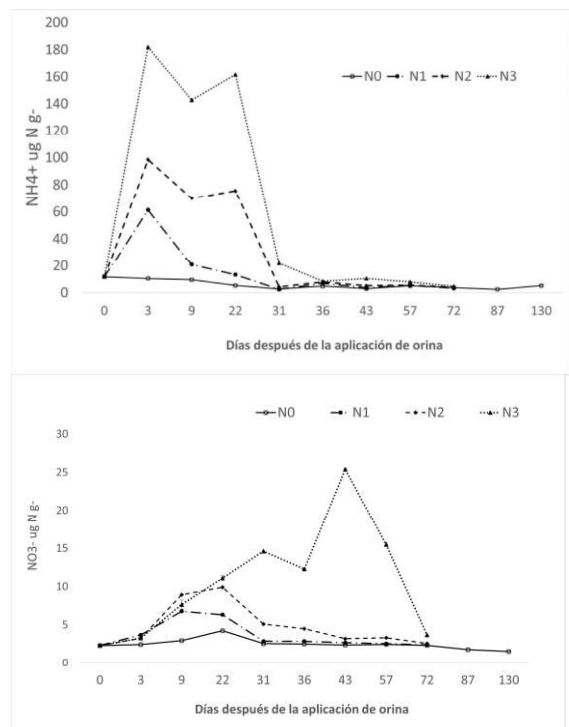 200
180
160
140
120
100
80
60
40
20
0
NH4+ ug N g-
N0 N1 N2 N3
0 3 9 22 31 36 43 57 72 87 130
Días después de la aplicación de orina
N0 N1 N2 N3
30
25
20
15
10
5
0
NO3- ug N g-
0 3 9 22 31 36 43 57 72 87 130
Días después de la aplicación de orina